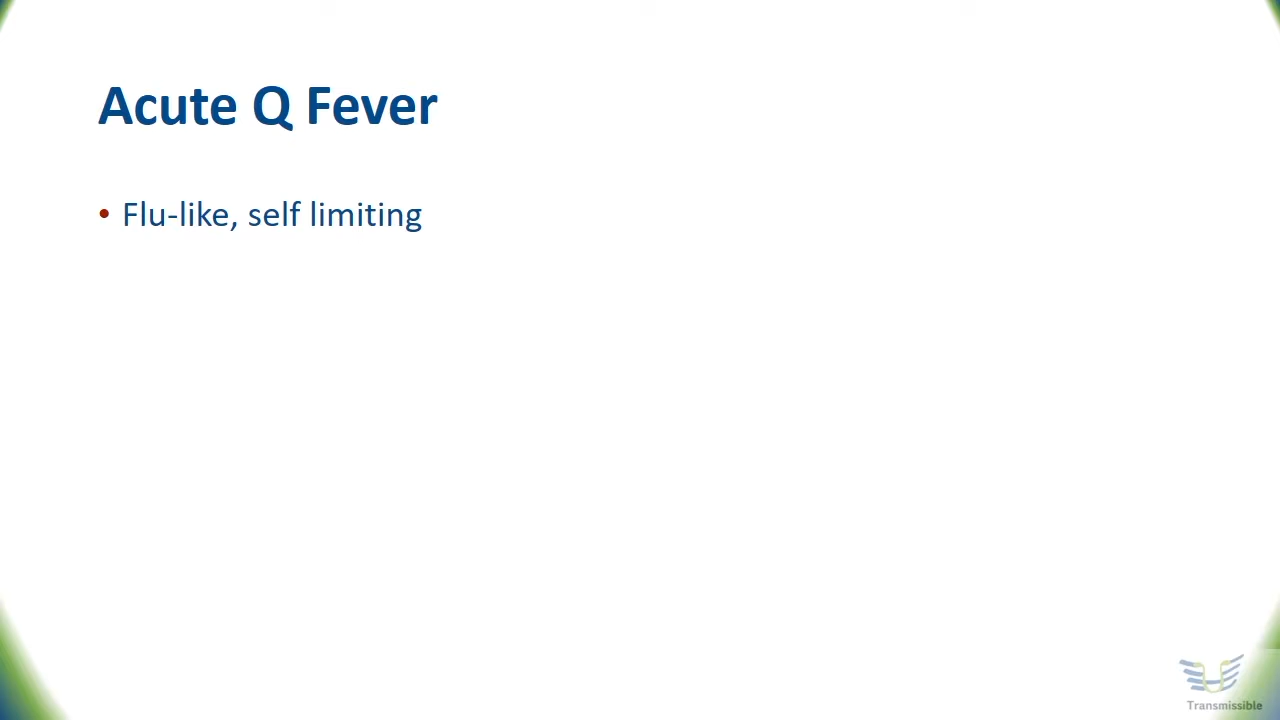 Acute Q Fever
• Flu-like, self limiting
Transmissible